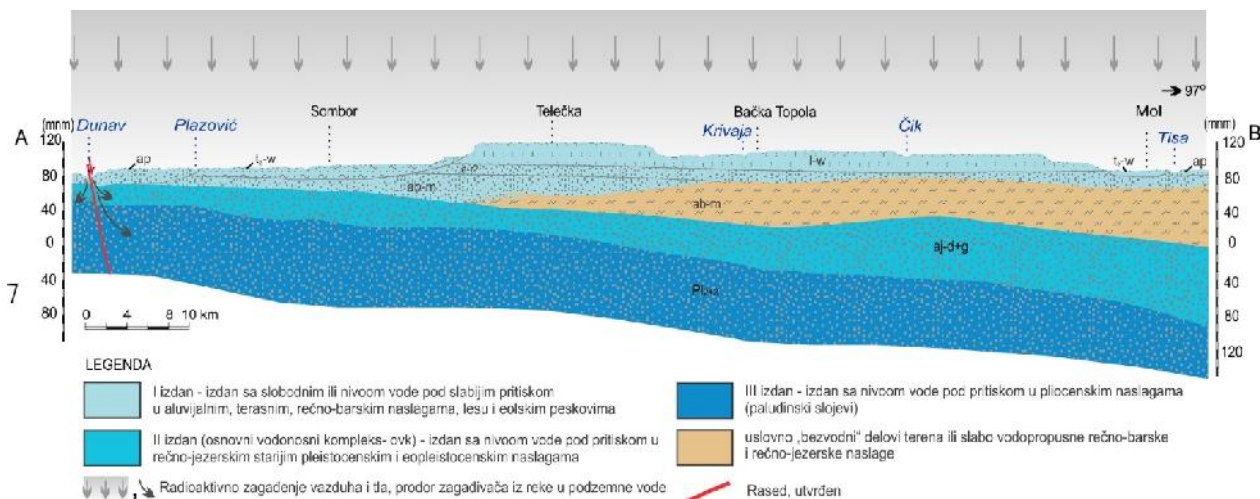 → 97°
Sombor
Telečka
Bačka Topola
Mol
A
(mnm)
Dunav
Plazović
Krivaja
Čik
Tisa
(mnm)
B
120
120
ap
t₁-w
l-w
t₁-w
ap
80
80
ab-m
40
ab-m
40
0
aj-d+g
0
40
40
7
80
80
0 4 8 10 km
120
LEGENDA
I izdan - izdan sa slobodnim ili nivoom vode pod slabijim pritiskom
u aluvijalnim, terasnim, rečno-barskim naslagama, lesu i eolskim peskovima
III izdan - izdan sa nivoom vode pod pritiskom u pliocenskim naslagama
(paludinski slojevi)
II izdan (osnovni vodonosni kompleks- ovk) - izdan sa nivoom vode pod pritiskom u
rečno-jezerskim starijim pleistocenskim i eopleistocenskim naslagama
uslovno „bezvodni“ delovi terena ili slabo vodopropusne rečno-barske
i rečno-jezerske naslage
, Radioaktivno zagađenje vazduha i tla, prodor zagađivača iz reke u podzemne vode
Rased, utvrđen